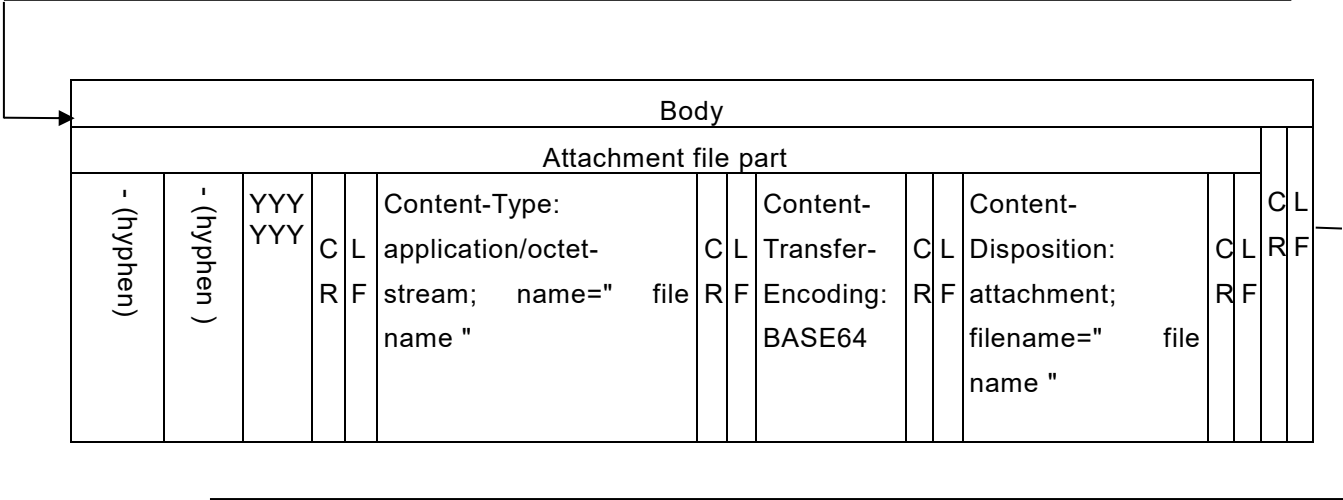 Body
Attachment file part
- (hyphen)
- (hyphen )
YYY
YYY
C
R
L
F
Content-Type:
application/octet-
stream; name=" file
name "
C
R
L
F
Content-
Transfer-
Encoding:
BASE64
C
R
L
F
Content-
Disposition:
attachment;
filename=" file
name "
C
R
L
F
C
R
L
F